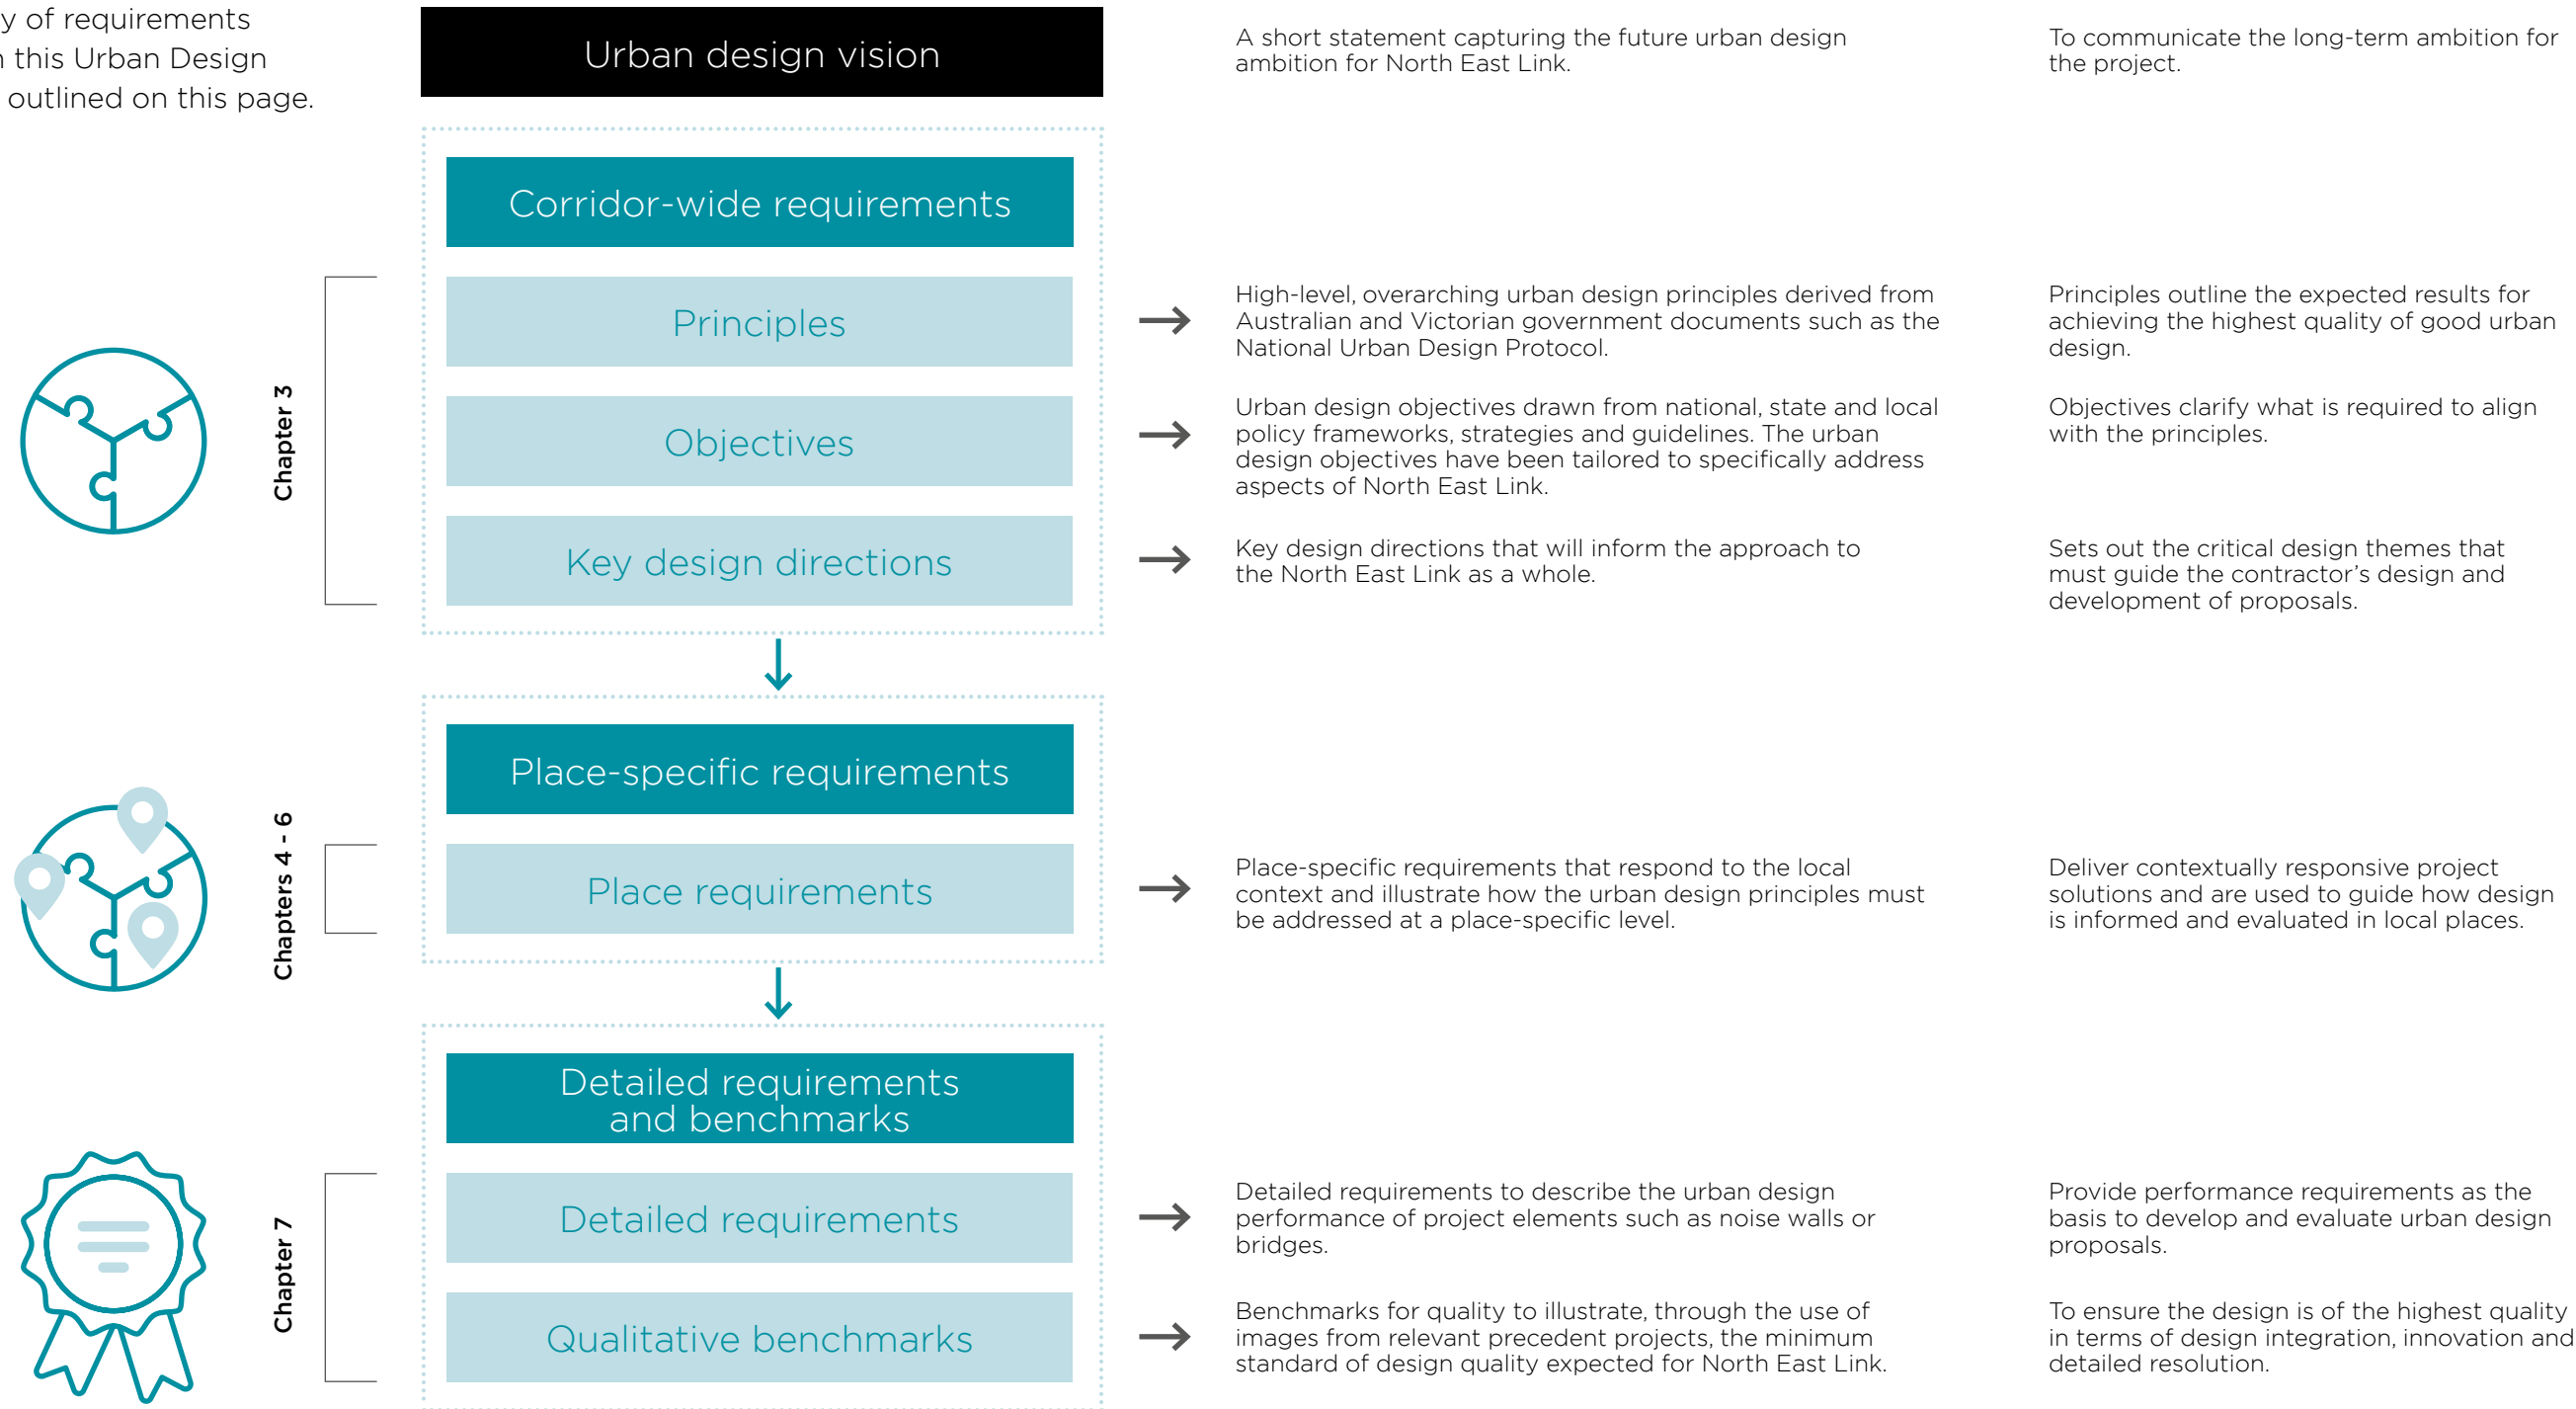 y of requirements
this Urban Design
outlined on this page.
Urban design vision
A short statement capturing the future urban design
ambition for North East Link.
To communicate the long-term ambition for
the project.
Corridor-wide requirements
Chapter 3
Principles
High-level, overarching urban design principles derived from
Australian and Victorian government documents such as the
National Urban Design Protocol.
Principles outline the expected results for
achieving the highest quality of good urban
design.
Objectives
Urban design objectives drawn from national, state and local
policy frameworks, strategies and guidelines. The urban
design objectives have been tailored to specifically address
aspects of North East Link.
Objectives clarify what is required to align
with the principles.
Key design directions
Key design directions that will inform the approach to
the North East Link as a whole.
Sets out the critical design themes that
must guide the contractor’s design and
development of proposals.
Place-specific requirements
Chapters 4 - 6
Place requirements
Place-specific requirements that respond to the local
context and illustrate how the urban design principles must
be addressed at a place-specific level.
Deliver contextually responsive project
solutions and are used to guide how design
is informed and evaluated in local places.
Detailed requirements
and benchmarks
Chapter 7
Detailed requirements
Detailed requirements to describe the urban design
performance of project elements such as noise walls or
bridges.
Provide performance requirements as the
basis to develop and evaluate urban design
proposals.
Qualitative benchmarks
Benchmarks for quality to illustrate, through the use of
images from relevant precedent projects, the minimum
standard of design quality expected for North East Link.
To ensure the design is of the highest quality
in terms of design integration, innovation and
detailed resolution.